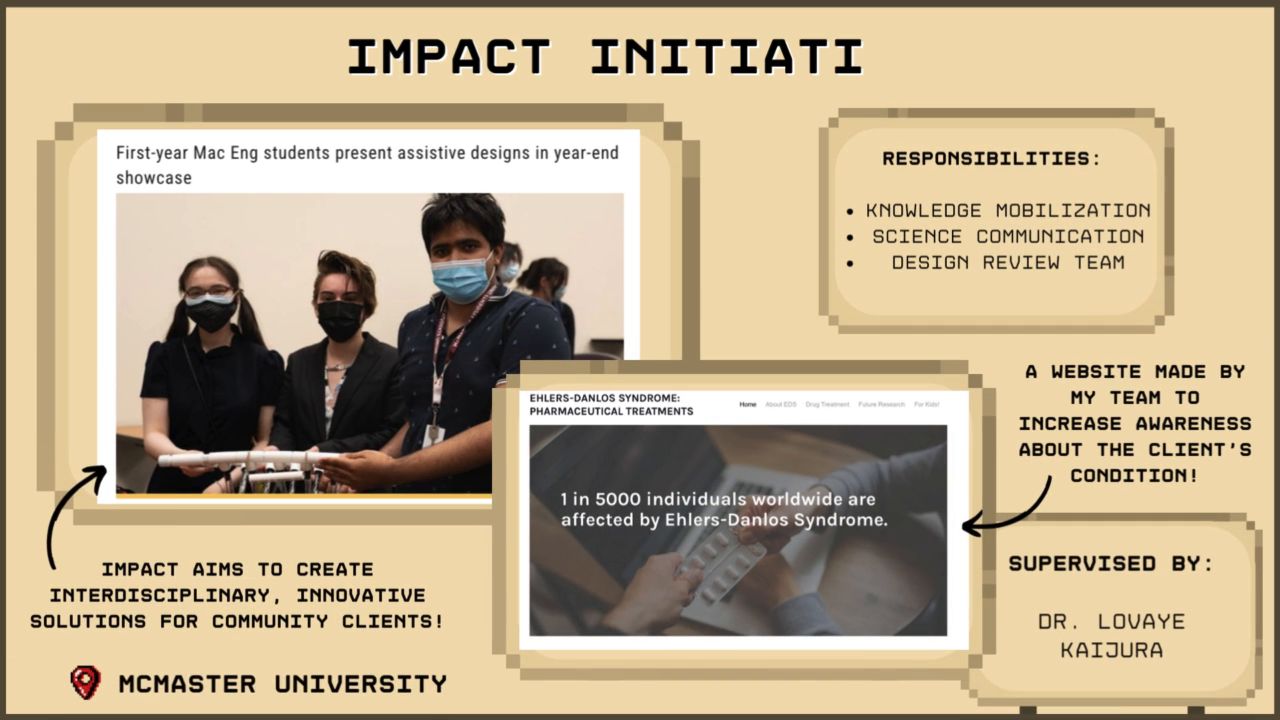 IMPACT INITIATI
First-year Mac Eng students present assistive designs in year-end
showcase
RESPONSIBILITIES:
• KNOWLEDGE MOBILIZATION
• SCIENCE COMMUNICATION
• DESIGN REVIEW TEAM
A WEBSITE MADE BY
MY TEAM TO
INCREASE AWARENESS
ABOUT THE CLIENT'S
CONDITION!
EHLERS-DANLOS SYNDROME:
PHARMACEUTICAL TREATMENTS
Home About EDS Drug Treatment Future Research For Kids!
1 in 5000 individuals worldwide are
affected by Ehlers-Danlos Syndrome.
IMPACT AIMS TO CREATE
INTERDISCIPLINARY, INNOVATIVE
SOLUTIONS FOR COMMUNITY CLIENTS!
SUPERVISED BY:
DR. LOVAYE
KAIJURA
MCMASTER UNIVERSITY